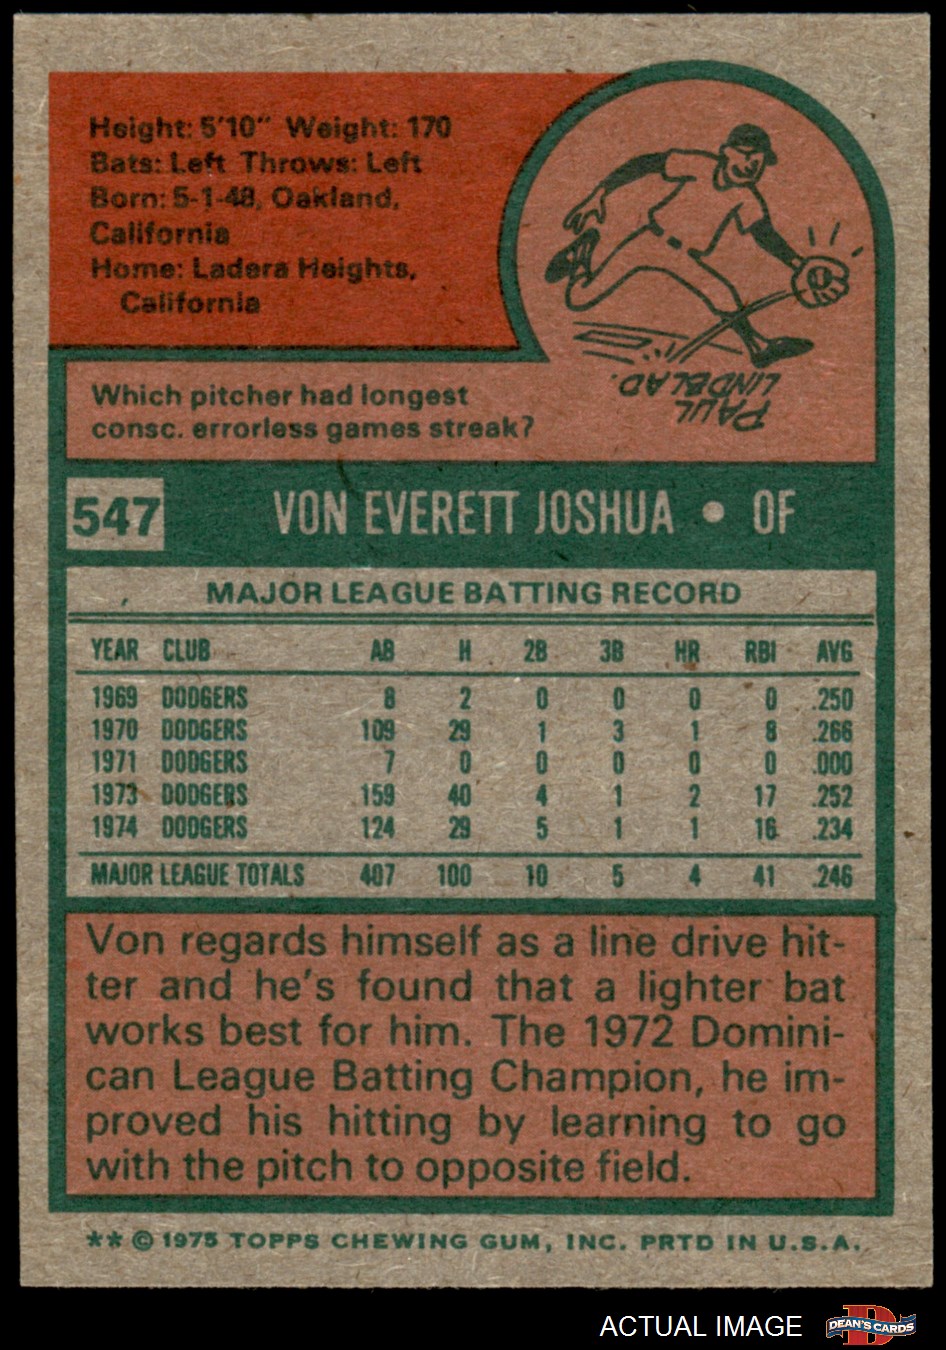 Height: 5'10" Weight: 170
Bats: Left Throws: Left
Born: 5-1-48, Oakland,
California
Home: Ladera Heights,
California
Which pitcher had longest
consc. errorless games streak?
PAUL
LINDBLAD.
547 VON EVERETT JOSHUA • OF
MAJOR LEAGUE BATTING RECORD
YEAR CLUB AB H 2B 3B HR RBI AVG
1969 DODGERS 8 2 0 0 0 0 .250
1970 DODGERS 109 29 1 3 1 8 .266
1971 DODGERS 7 0 0 0 0 0 .000
1973 DODGERS 159 40 4 1 2 17 .252
1974 DODGERS 124 29 5 1 1 16 .234
MAJOR LEAGUE TOTALS 407 100 10 5 4 41 .246
Von regards himself as a line drive hit-
ter and he's found that a lighter bat
works best for him. The 1972 Domini-
can League Batting Champion, he im-
proved his hitting by learning to go
with the pitch to opposite field.
** © 1975 TOPPS CHEWING GUM, INC. PRTD IN U.S.A.
ACTUAL IMAGE
DEAN'S CARDS